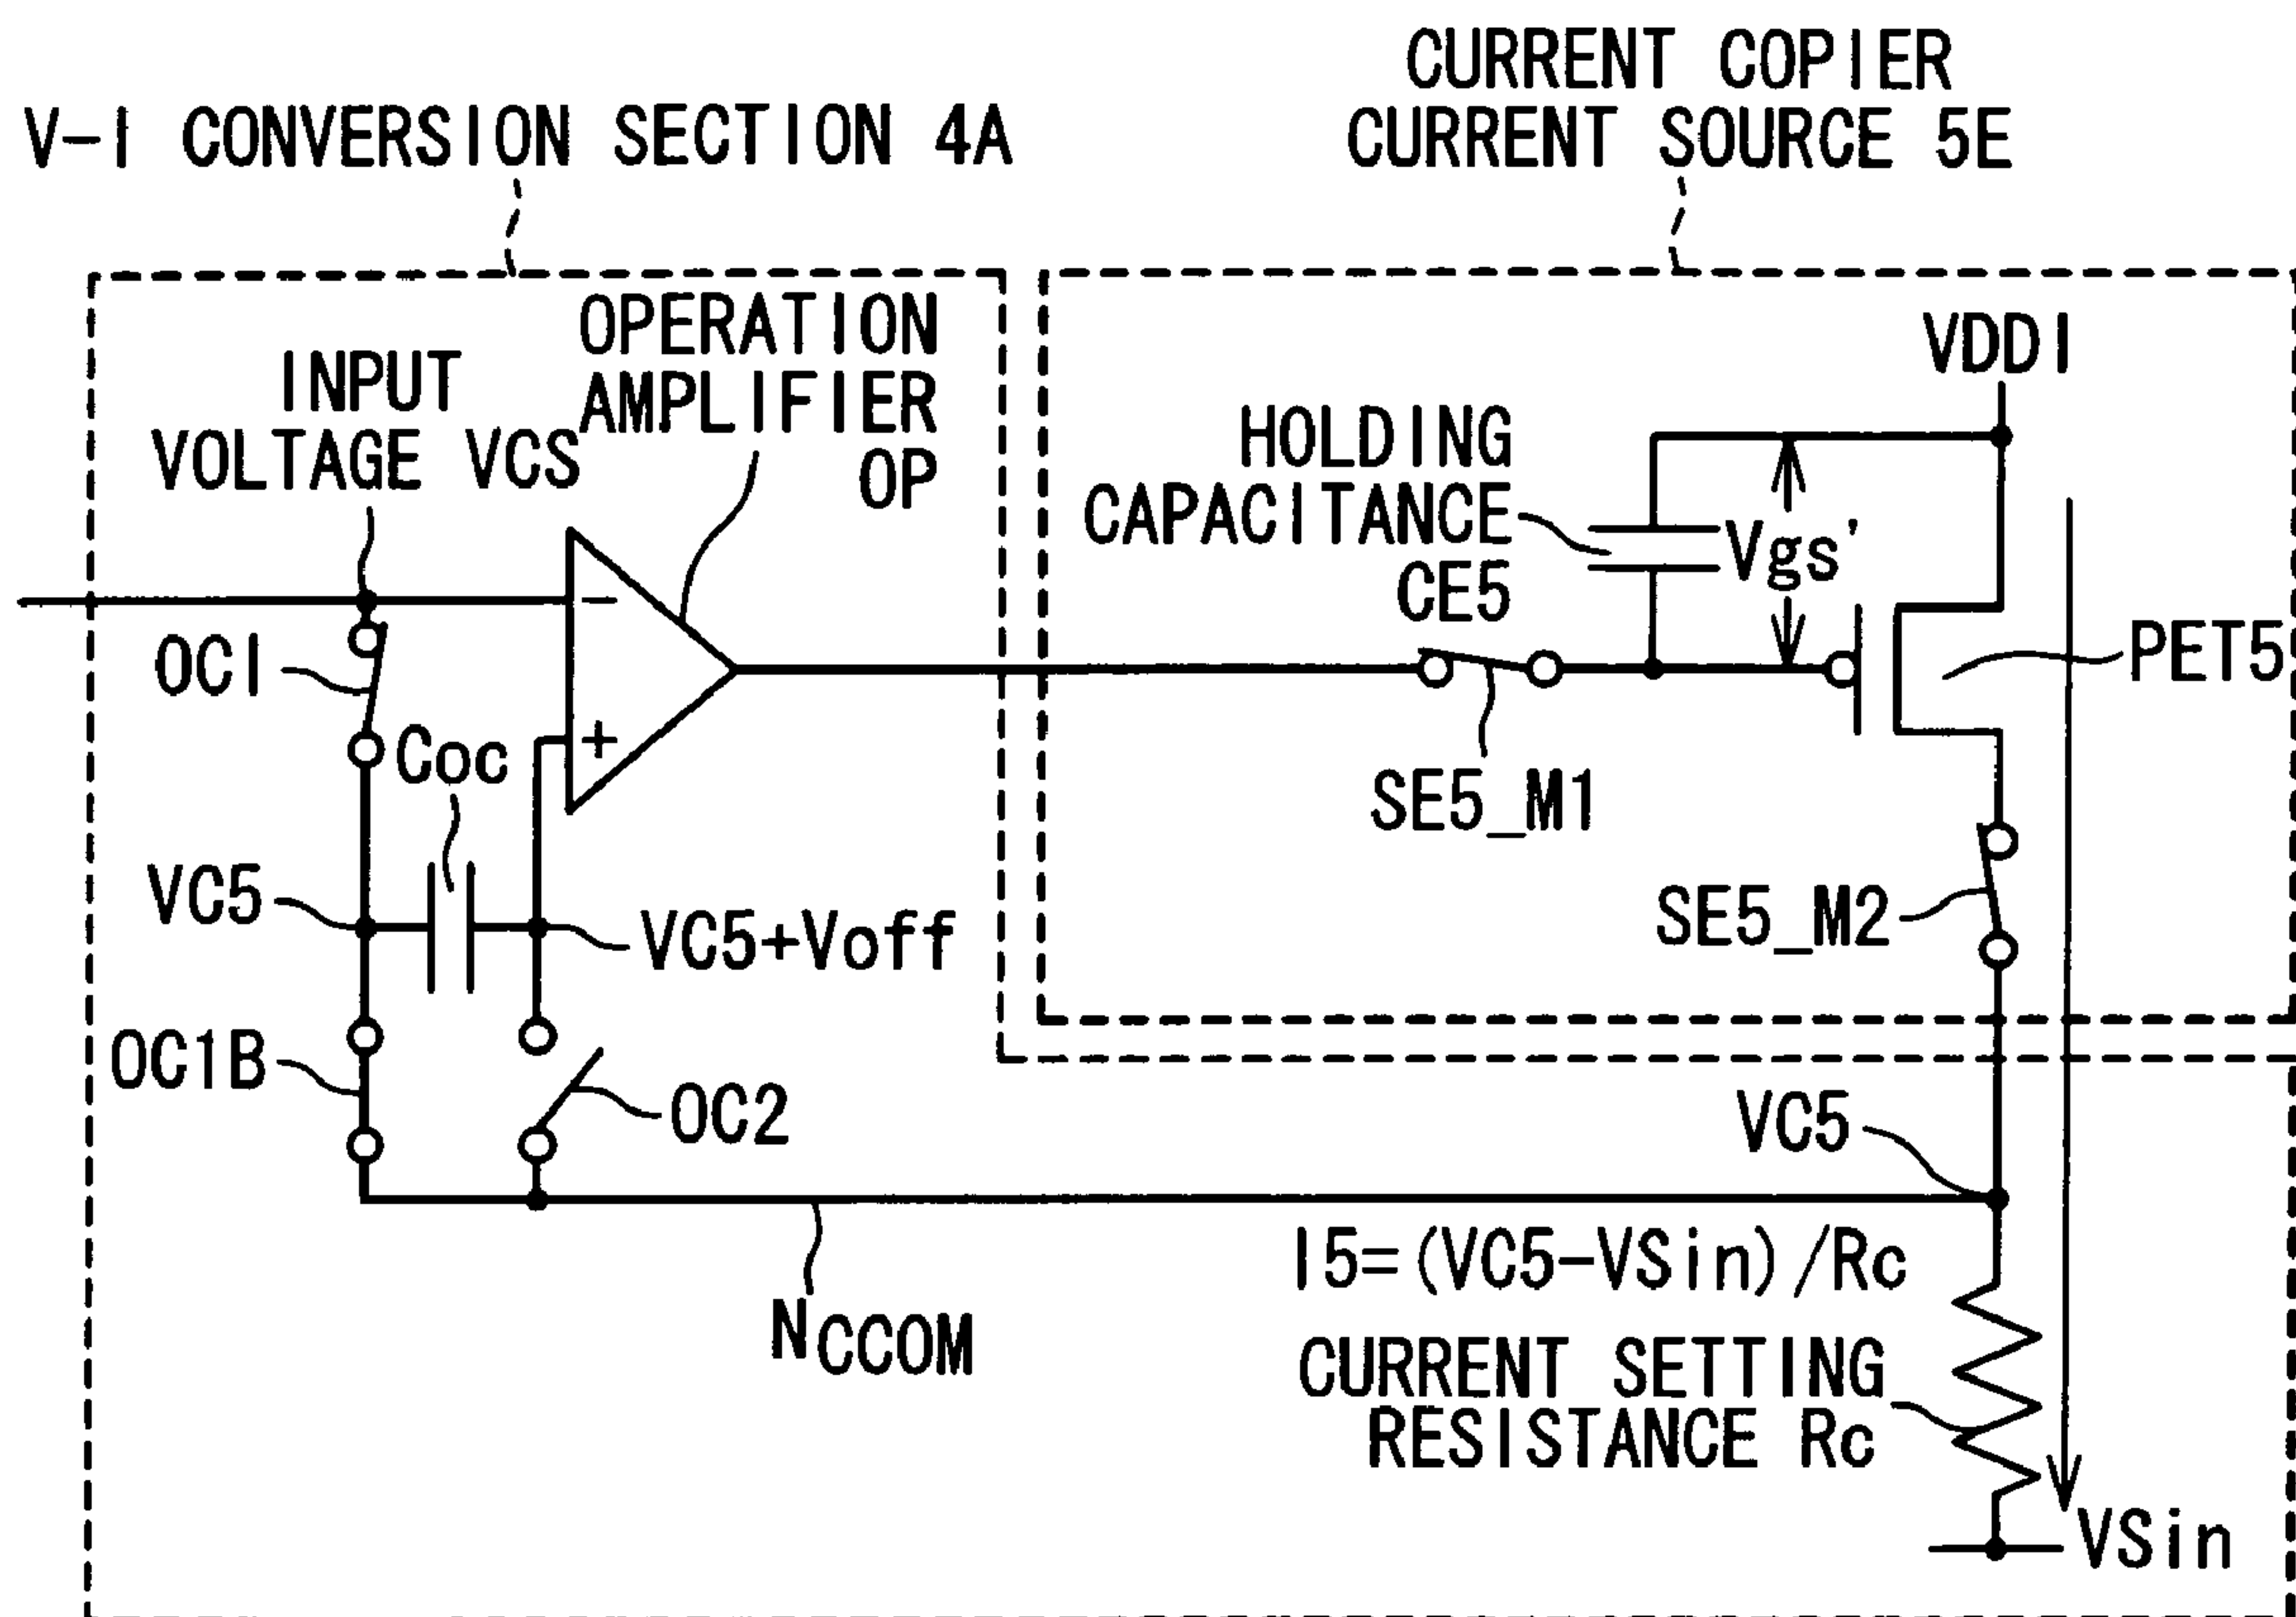 CURRENT COPIER
CURRENT SOURCE 5E
V-I CONVERSION SECTION 4A
OPERATION
AMPLIFIER
OP
INPUT
VOLTAGE VCS
VDDI
HOLDING
CAPACITANCE
CE5
Vgs'
−
OCI
PET5
+
Coc
SE5_M1
VC5
VC5+Voff
SE5_M2
OC1B
OC2
VC5
I5=(VC5-VSin)/Rc
NCCOM
CURRENT SETTING
RESISTANCE Rc
VSin